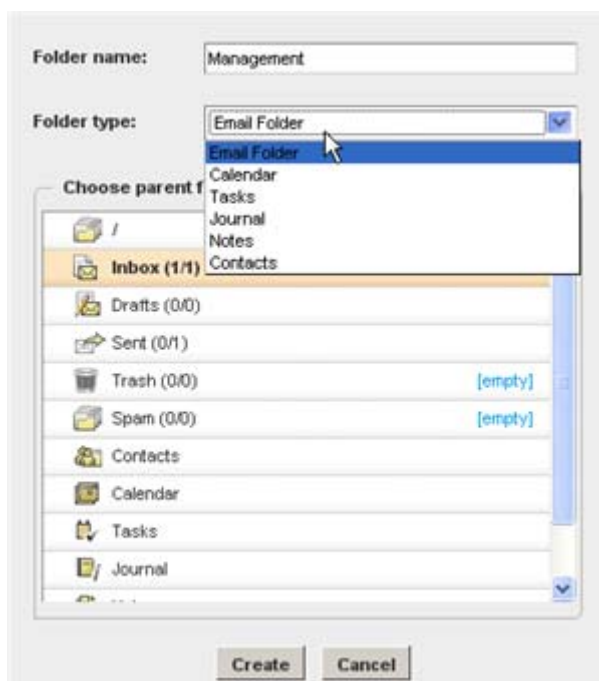 Folder name:
Management
Folder type:
Email Folder
Email Folder
Calendar
Tasks
Journal
Notes
Contacts
Choose parent f
/
Inbox (1/1)
Drafts (0/0)
Sent (0/1)
Trash (0/0) [empty]
Spam (0/0) [empty]
Contacts
Calendar
Tasks
Journal
Create Cancel